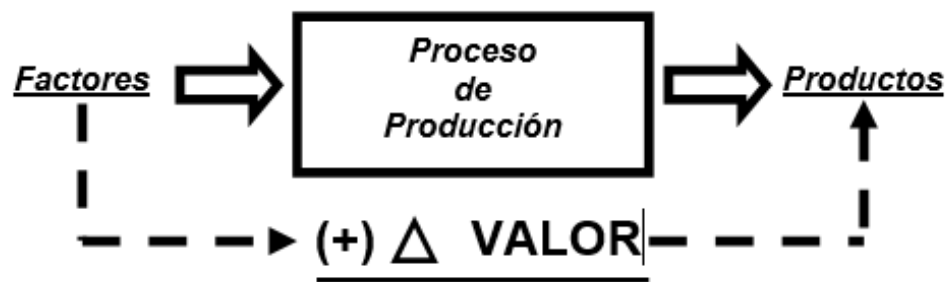 Factores
Proceso
de
Producción
Productos
(+) △ VALOR